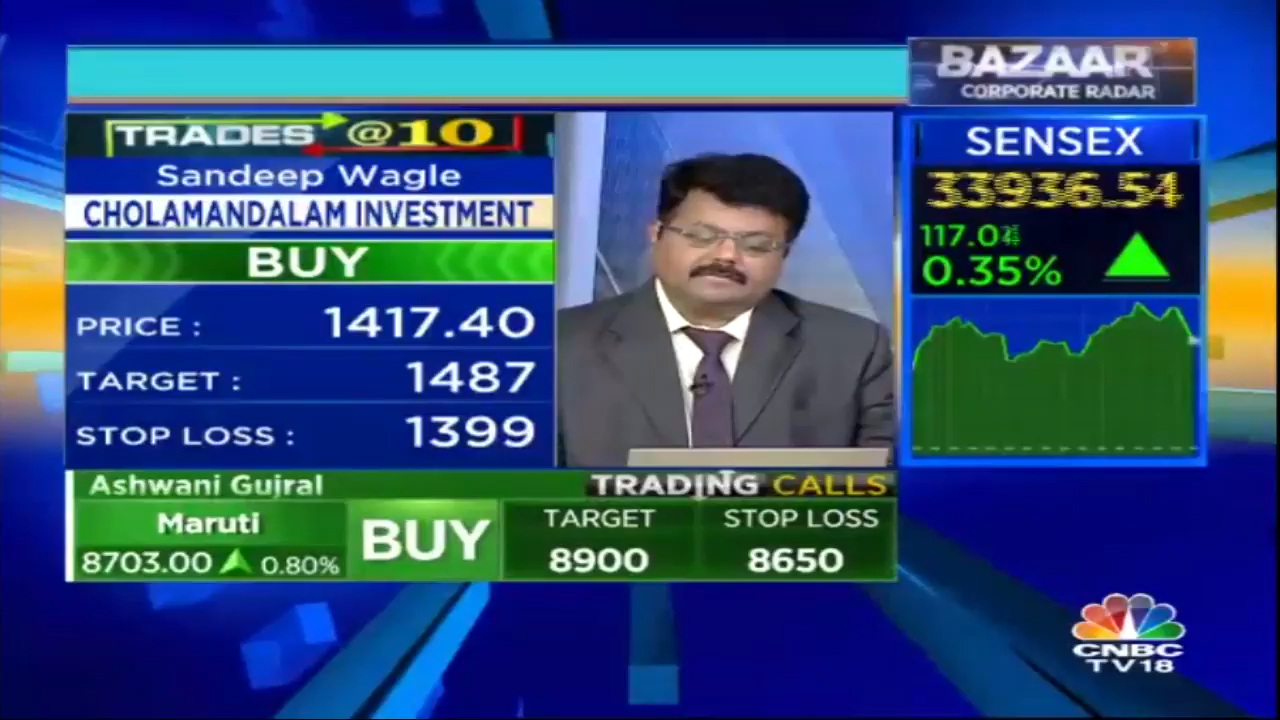 BAZAAR
CORPORATE RADAR
TRADES @10
Sandeep Wagle
CHOLAMANDALAM INVESTMENT
BUY
PRICE : 1417.40
TARGET : 1487
STOP LOSS : 1399
SENSEX
33936.54
0.35%
Ashwani Gujral
TRADING CALLS
Maruti
8703.00 0.80%
BUY
TARGET
8900
STOP LOSS
8650
CNBC
TV18